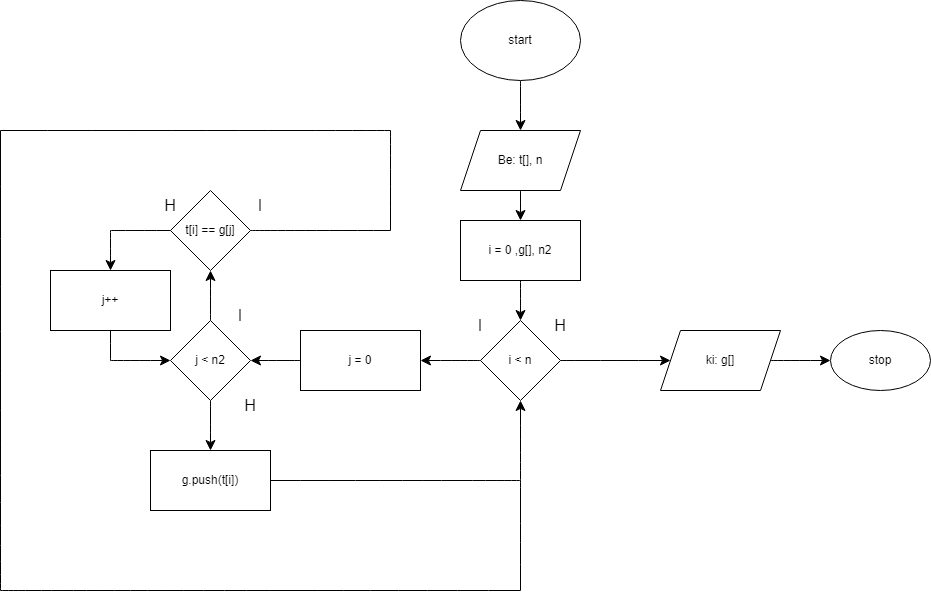 start
Be: t[], n
i = 0 ,g[], n2
H
I
t[i] == g[j]
j++
I
j < n2
H
j = 0
I
H
i < n
ki: g[]
stop
g.push(t[i])